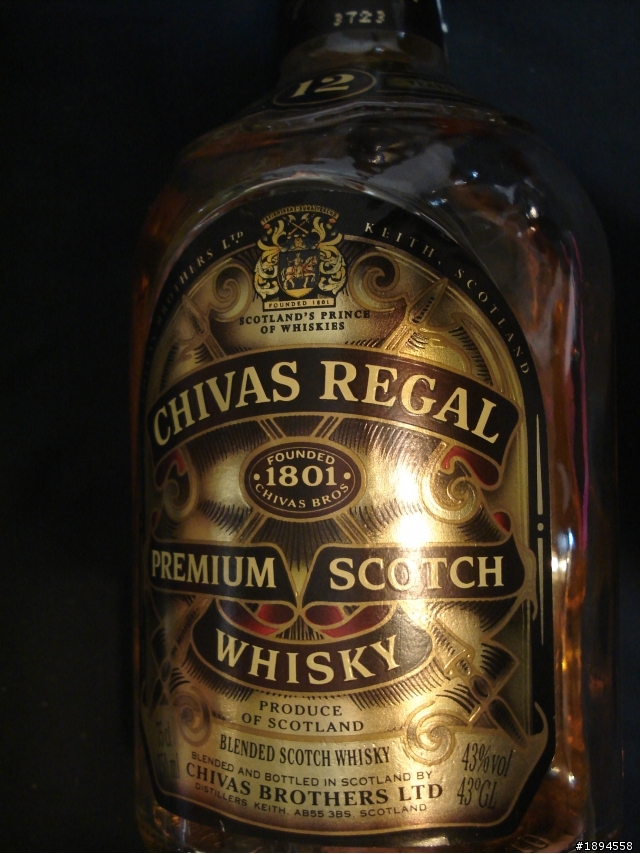 3723
12
BROTHERS LTD KEITH, SCOTLAND
FOUNDED 1801
SCOTLAND'S PRINCE
OF WHISKIES
CHIVAS REGAL
FOUNDED
1801
CHIVAS BROS
PREMIUM SCOTCH
WHISKY
PRODUCE
OF SCOTLAND
BLENDED SCOTCH WHISKY
43%vol
BLENDED AND BOTTLED IN SCOTLAND BY
CHIVAS BROTHERS LTD
43°GL
DISTILLERS, KEITH, AB55 3BS, SCOTLAND
#1894558